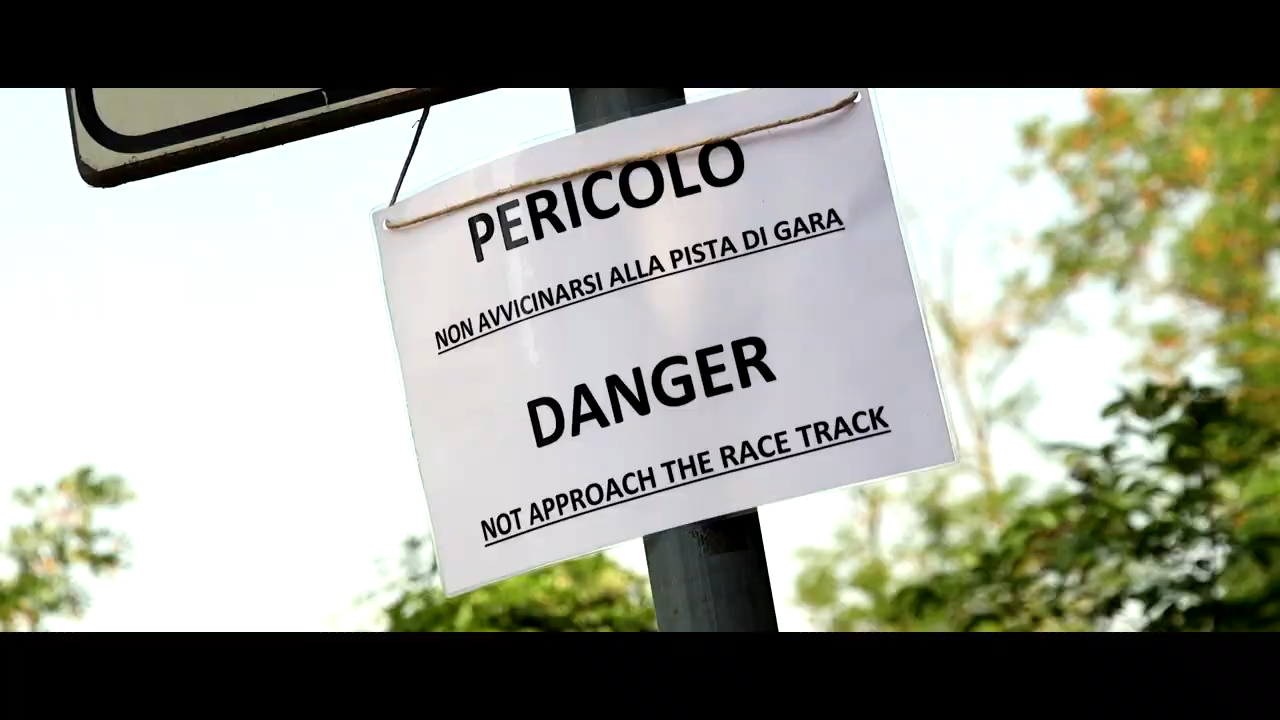 PERICOLO
NON AVVICINARSI ALLA PISTA DI GARA
DANGER
NOT APPROACH THE RACE TRACK